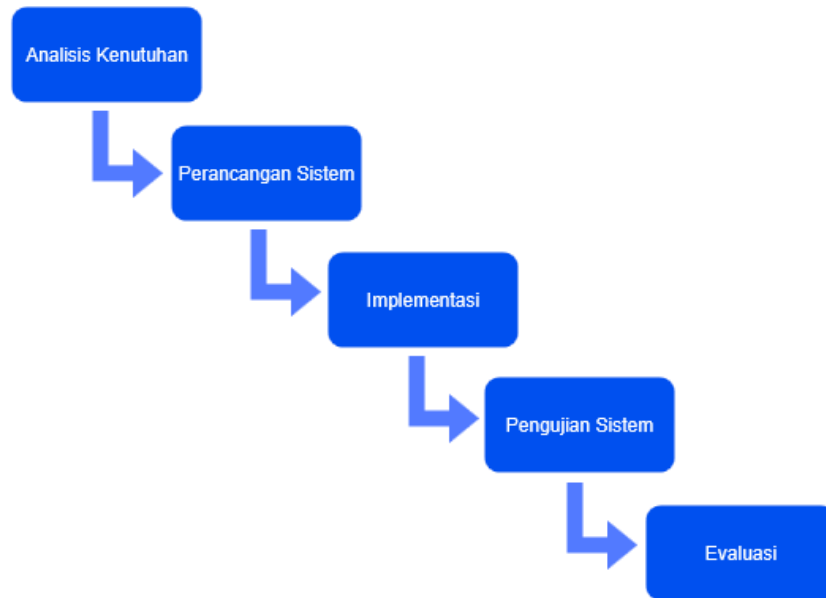 Analisis Kenutuhan
Perancangan Sistem
Implementasi
Pengujian Sistem
Evaluasi